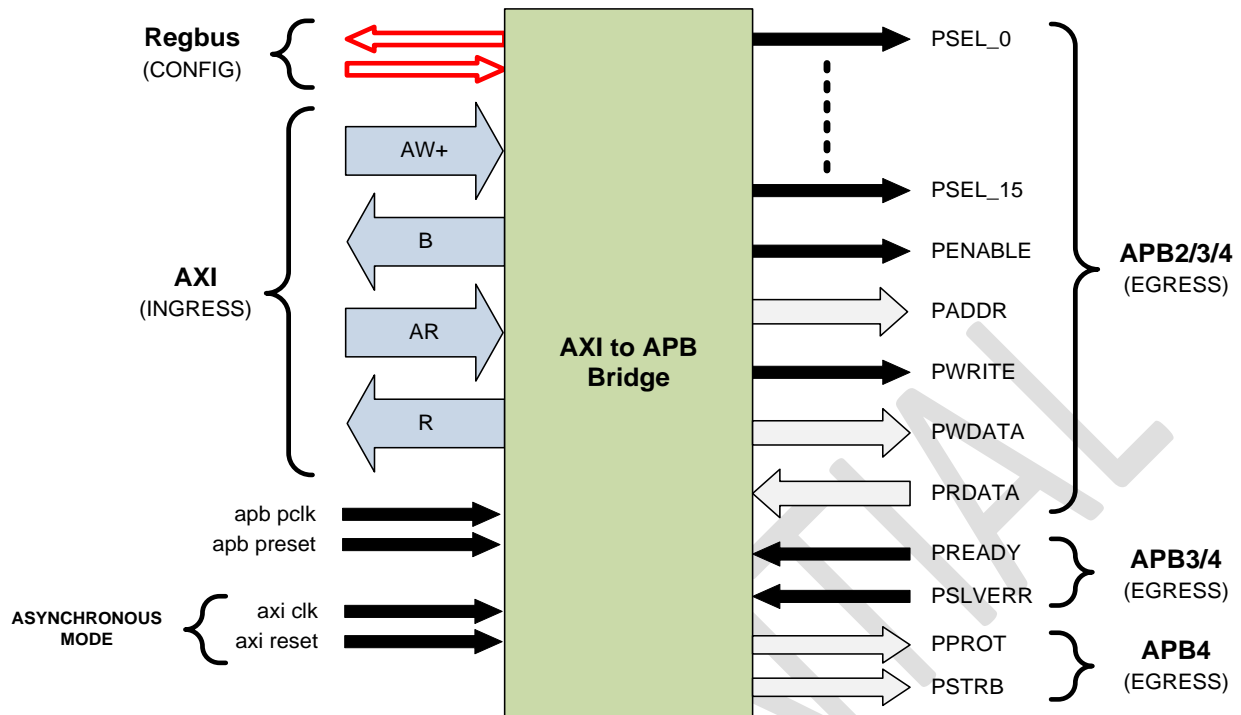 Regbus
(CONFIG)
AXI
(INGRESS)
AW+
B
AR
R
apb pclk
apb preset
ASYNCHRONOUS
MODE
axi clk
axi reset
AXI to APB
Bridge
PSEL_0
PSEL_15
PENABLE
PADDR
PWRITE
PWDATA
PRDATA
PREADY
PSLVERR
PPROT
PSTRB
APB2/3/4
(EGRESS)
APB3/4
(EGRESS)
APB4
(EGRESS)
TIAL